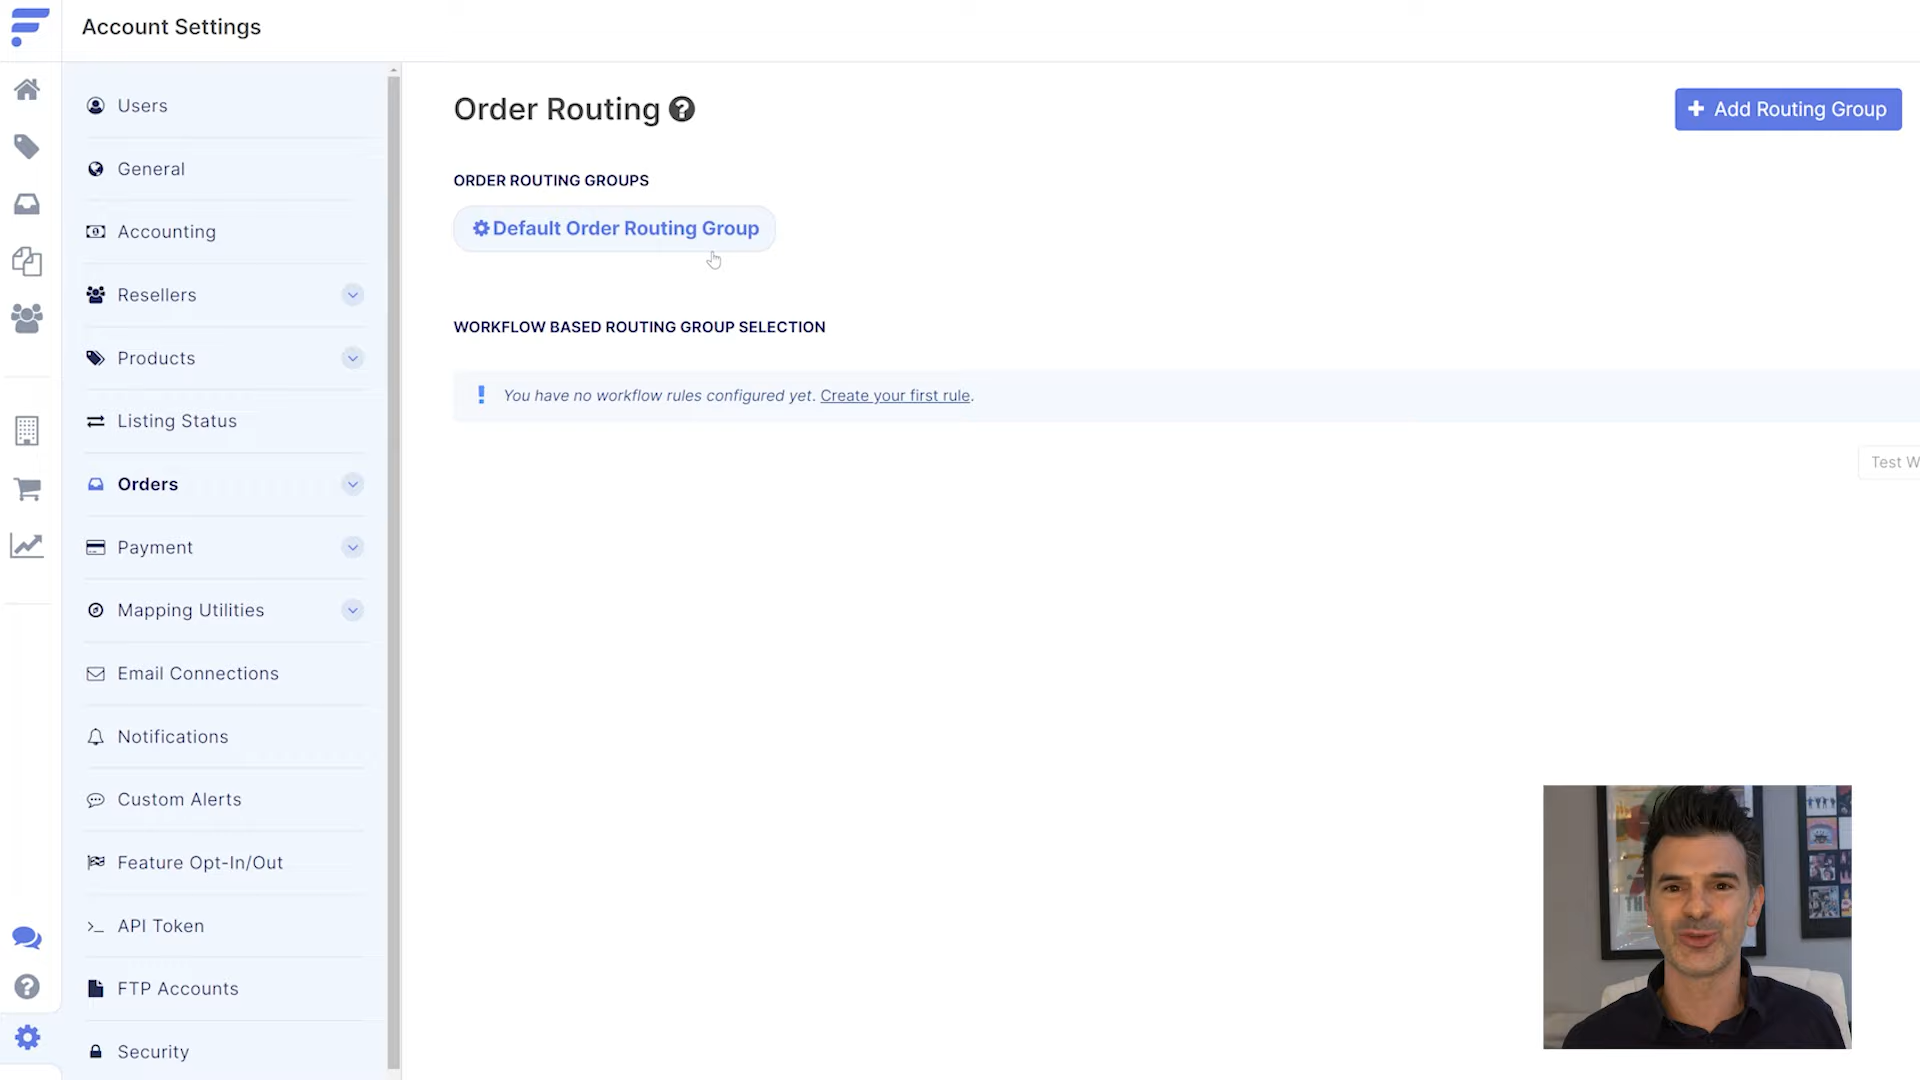 Account Settings
Users
General
Accounting
Resellers
Products
Listing Status
Orders
Payment
Mapping Utilities
Email Connections
Notifications
Custom Alerts
Feature Opt-In/Out
API Token
FTP Accounts
Security
Order Routing
+ Add Routing Group
ORDER ROUTING GROUPS
Default Order Routing Group
WORKFLOW BASED ROUTING GROUP SELECTION
You have no workflow rules configured yet. Create your first rule.
Test W